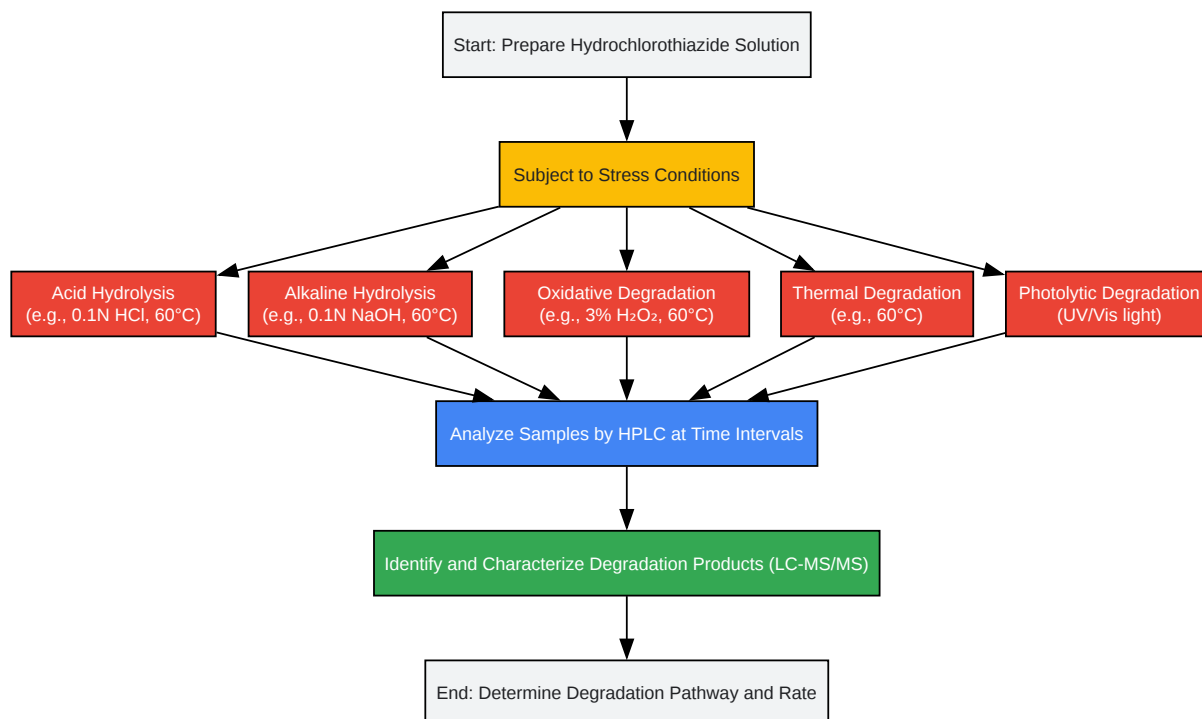 Start: Prepare Hydrochlorothiazide Solution
Subject to Stress Conditions
Acid Hydrolysis
(e.g., 0.1N HCl, 60°C)
Alkaline Hydrolysis
(e.g., 0.1N NaOH, 60°C)
Oxidative Degradation
(e.g., 3% H₂O₂, 60°C)
Thermal Degradation
(e.g., 60°C)
Photolytic Degradation
(UV/Vis light)
Analyze Samples by HPLC at Time Intervals
Identify and Characterize Degradation Products (LC-MS/MS)
End: Determine Degradation Pathway and Rate